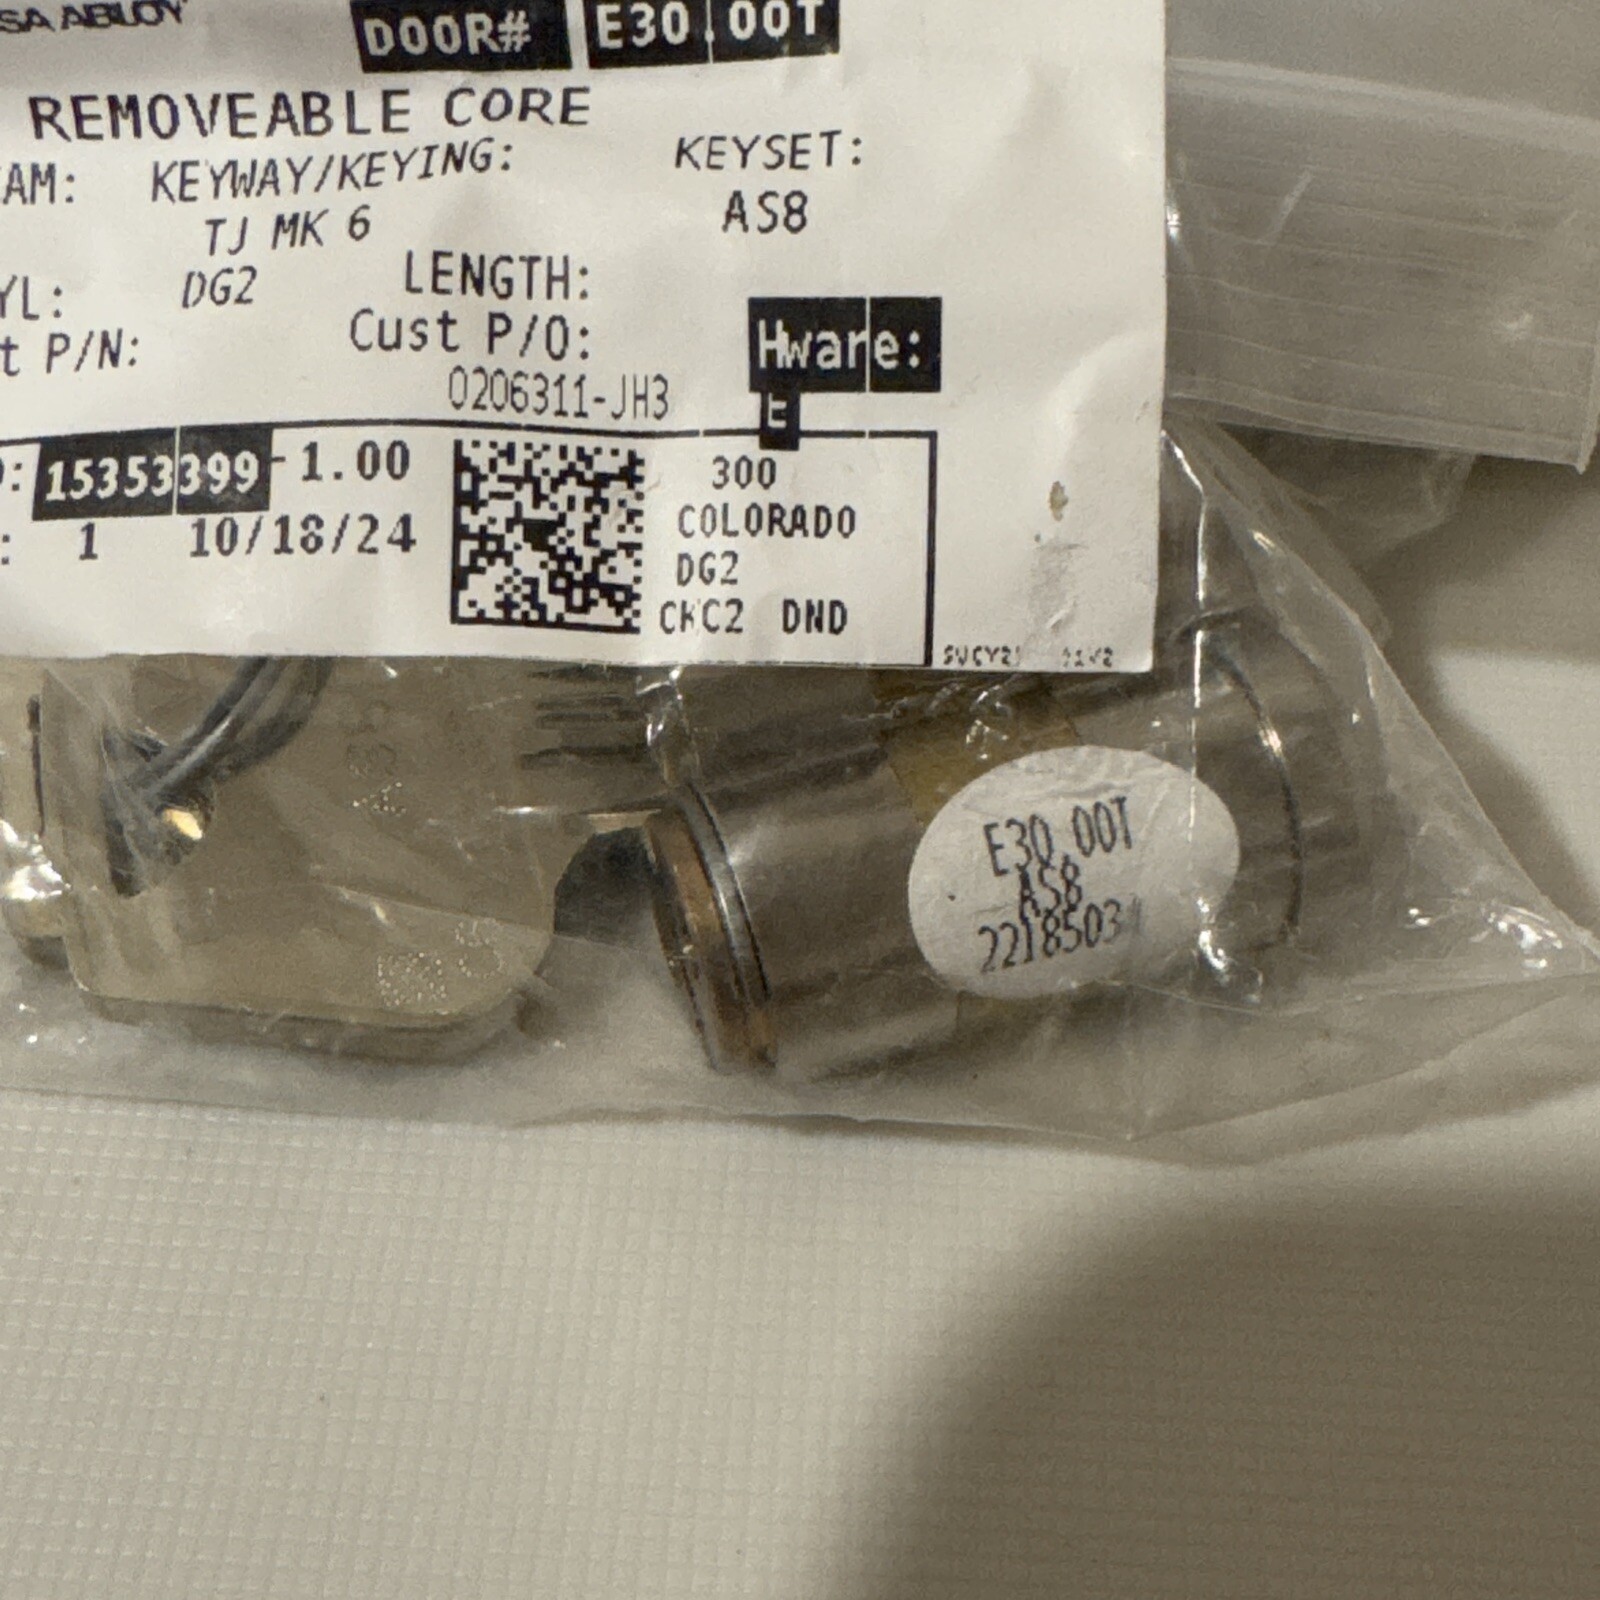 SA ABLOY
DOOR# E30.00T
REMOVEABLE CORE
AM: KEYWAY/KEYING: KEYSET:
TJ MK 6 AS8
YL: DG2 LENGTH:
t P/N: Cust P/O: Hware:
0206311-JH3 E
: 15353399-1.00
: 1 10/18/24
300
COLORADO
DG2
CKC2 DND
E30.00T
AS8
2218503